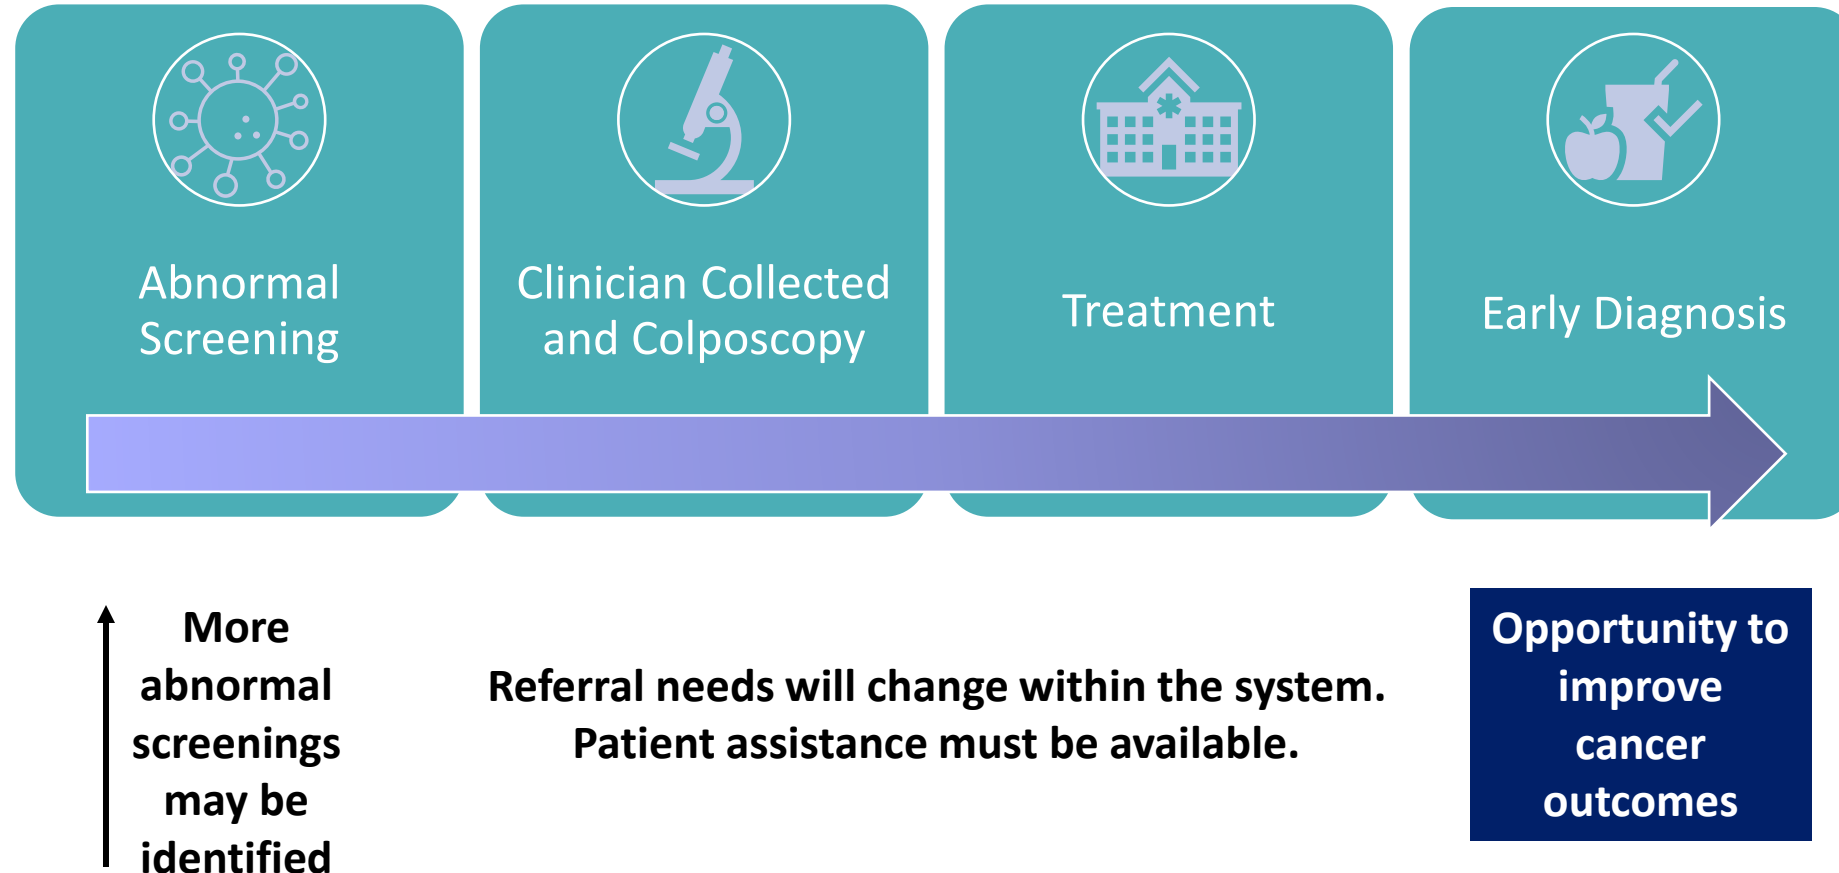 Abnormal
Screening
Clinician Collected
and Colposcopy
Treatment
Early Diagnosis
More
abnormal
screenings
may be
identified
Referral needs will change within the system.
Patient assistance must be available.
Opportunity to
improve
cancer
outcomes